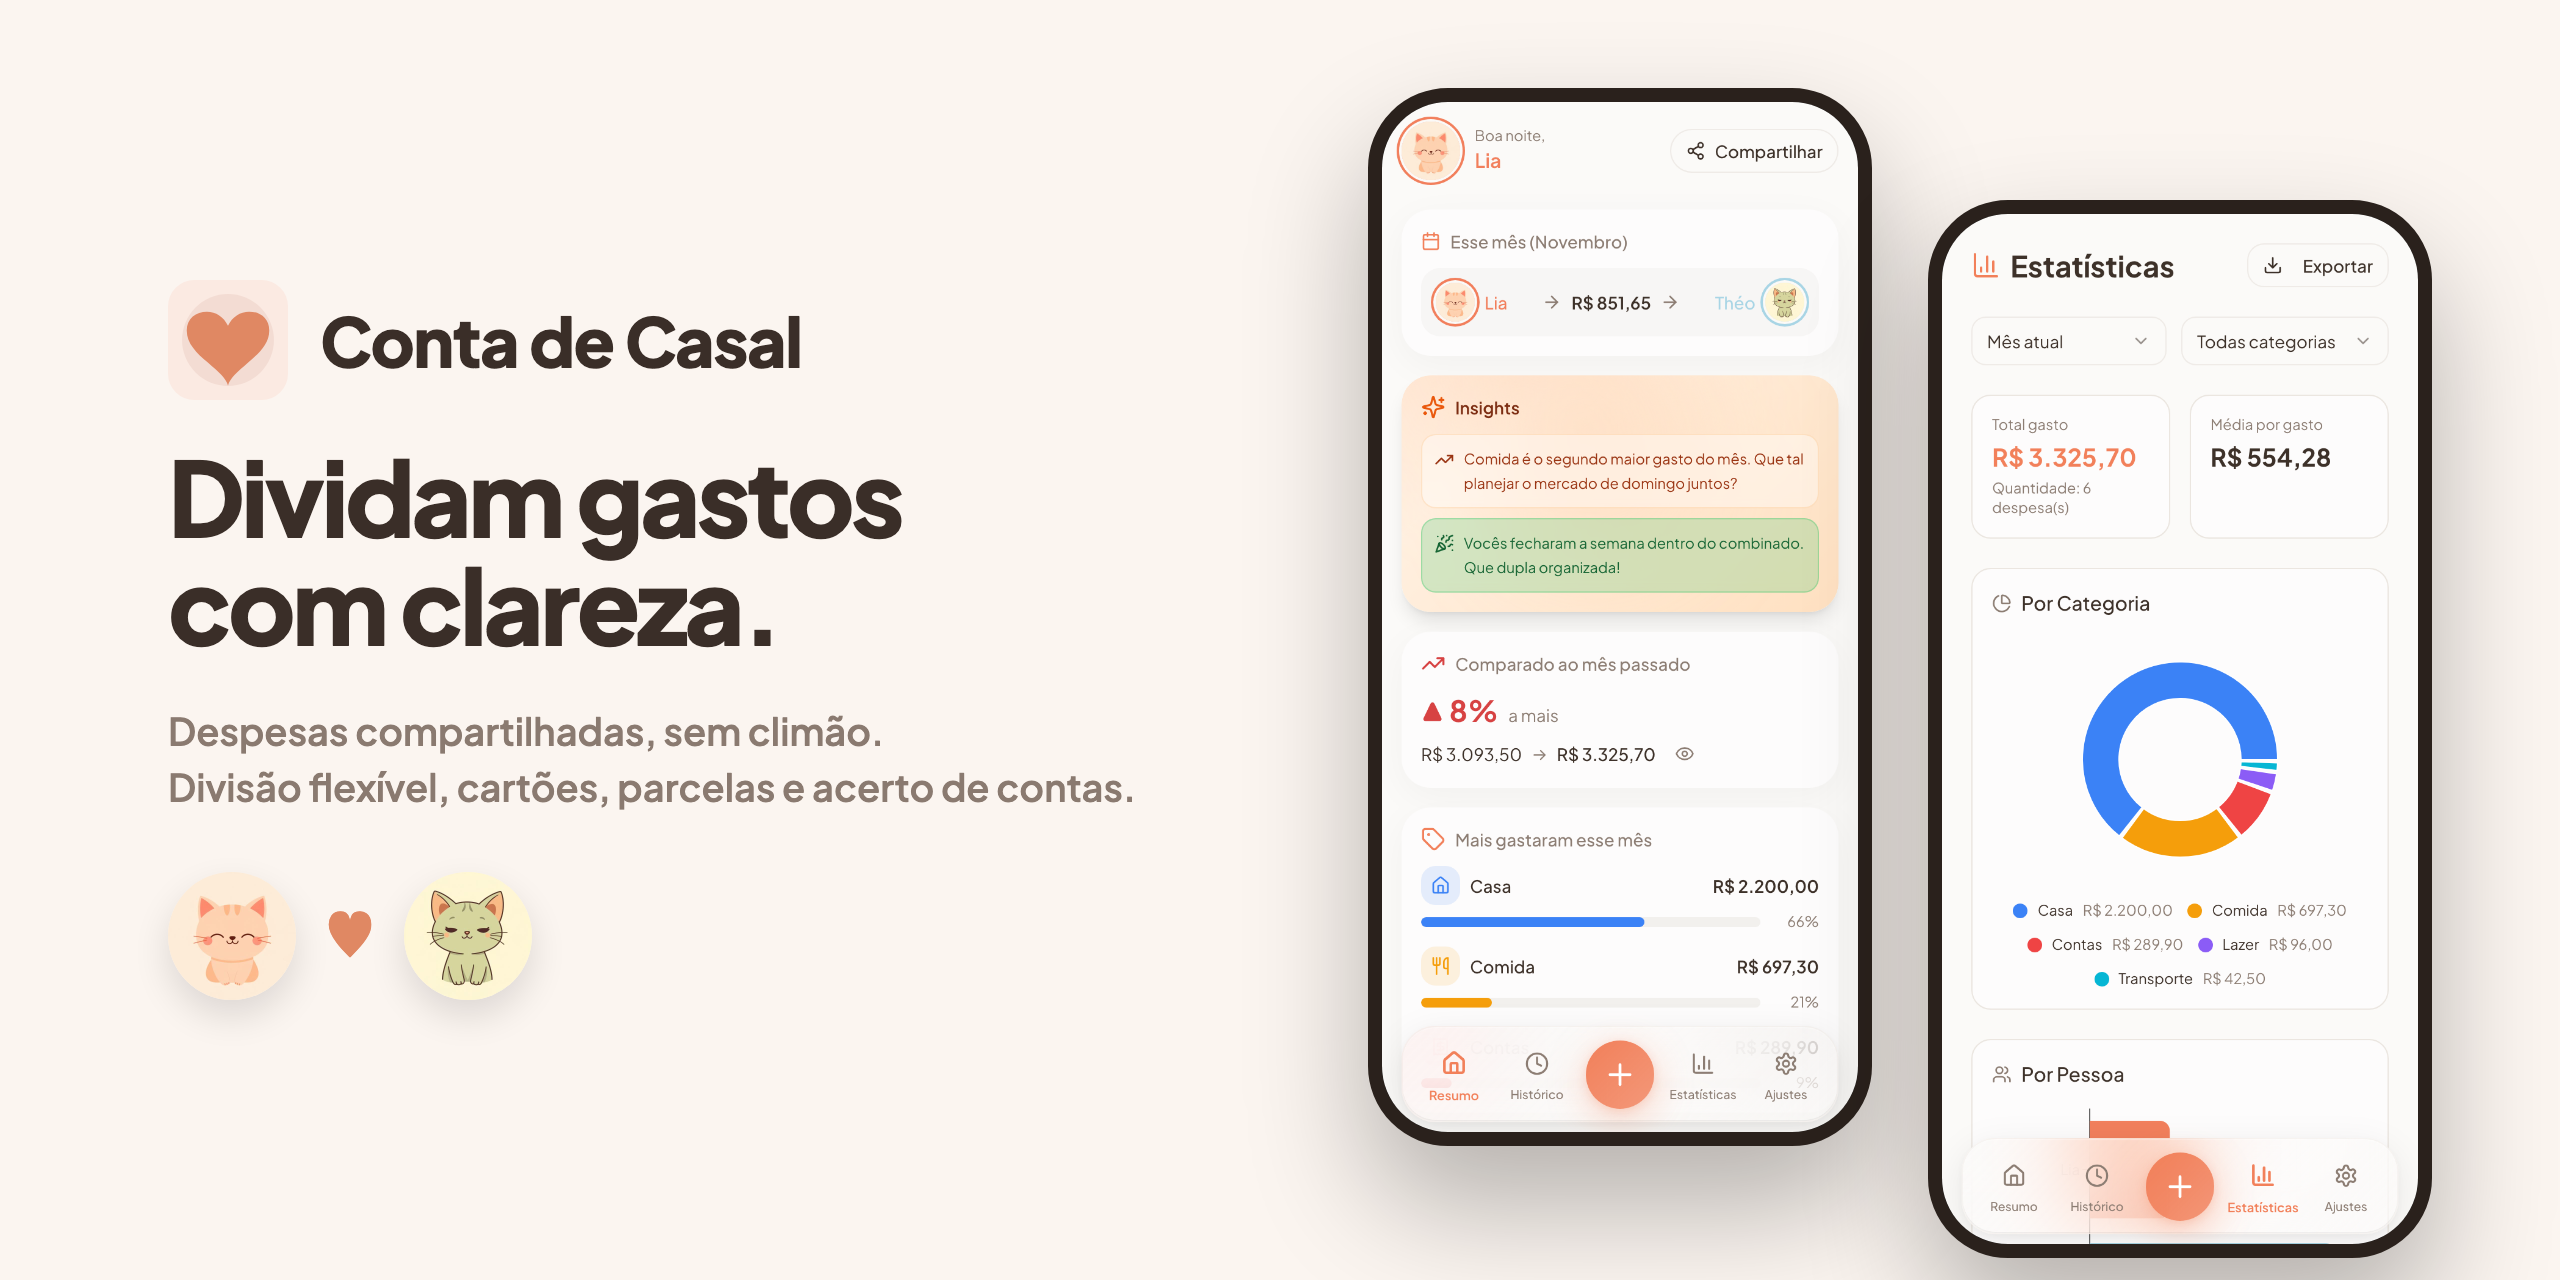 Conta de Casal
Dividam gastos
com clareza.
Despesas compartilhadas, sem climão.
Divisão flexível, cartões, parcelas e acerto de contas.
Boa noite,
Lia
Compartilhar
Esse mês (Novembro)
Lia → R$ 851,65 → Théo
Insights
Comida é o segundo maior gasto do mês. Que tal
planejar o mercado de domingo juntos?
Vocês fecharam a semana dentro do combinado.
Que dupla organizada!
Comparado ao mês passado
▲ 8% a mais
R$ 3.093,50 → R$ 3.325,70
Mais gastaram esse mês
Casa R$ 2.200,00
66%
Comida R$ 697,30
21%
Contas R$ 289,90
9%
Resumo Histórico Estatísticas Ajustes
Estatísticas
Exportar
Mês atual
Todas categorias
Total gasto
R$ 3.325,70
Quantidade: 6
despesa(s)
Média por gasto
R$ 554,28
Por Categoria
Casa R$ 2.200,00 Comida R$ 697,30
Contas R$ 289,90 Lazer R$ 96,00
Transporte R$ 42,50
Por Pessoa
Resumo Histórico Estatísticas Ajustes